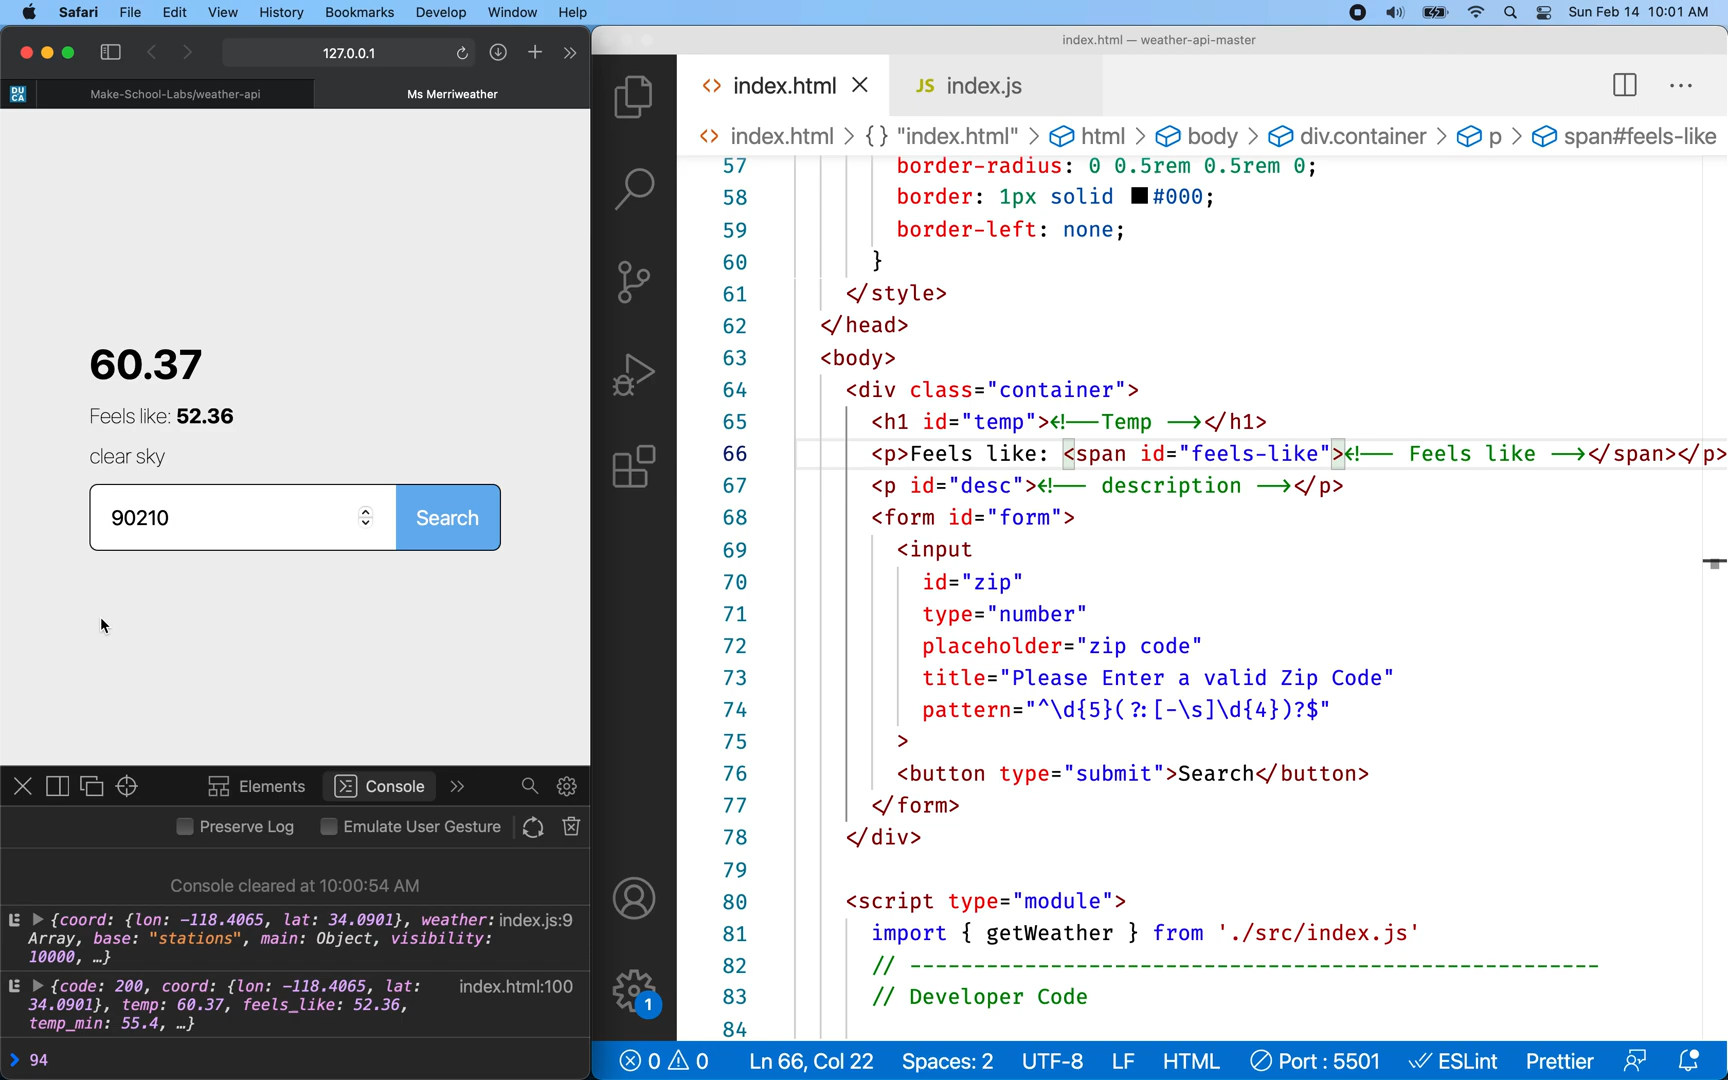 Safari File Edit View History Bookmarks Develop Window Help Sun Feb 14 10:01 AM
127.0.0.1
DU
CA
Make-School-Labs/weather-api
Ms Merriweather
60.37
Feels like: 52.36
clear sky
90210
Search
Elements
Console
Preserve Log
Emulate User Gesture
Console cleared at 10:00:54 AM
{coord: {lon: -118.4065, lat: 34.0901}, weather: index.js:9
Array, base: "stations", main: Object, visibility:
10000, …}
{code: 200, coord: {lon: -118.4065, lat: index.html:100
34.0901}, temp: 60.37, feels_like: 52.36,
temp_min: 55.4, …}
94
index.html — weather-api-master
index.html
JS index.js
index.html > {} "index.html" > html > body > div.container > p > span#feels-like
57 border-radius: 0 0.5rem 0.5rem 0;
58 border: 1px solid #000;
59 border-left: none;
60 }
61 </style>
62 </head>
63 <body>
64 <div class="container">
65 <h1 id="temp"><!--Temp --></h1>
66 <p>Feels like: <span id="feels-like"><!-- Feels like --></span></p>
67 <p id="desc"><!-- description --></p>
68 <form id="form">
69 <input
70 id="zip"
71 type="number"
72 placeholder="zip code"
73 title="Please Enter a valid Zip Code"
74 pattern="^\d{5}(?:[-\s]\d{4})?$"
75 >
76 <button type="submit">Search</button>
77 </form>
78 </div>
79
80 <script type="module">
81 import { getWeather } from './src/index.js'
82 // ------------------------------------------------------
83 // Developer Code
84
1
0 0 Ln 66, Col 22 Spaces: 2 UTF-8 LF HTML Port : 5501 ESLint Prettier